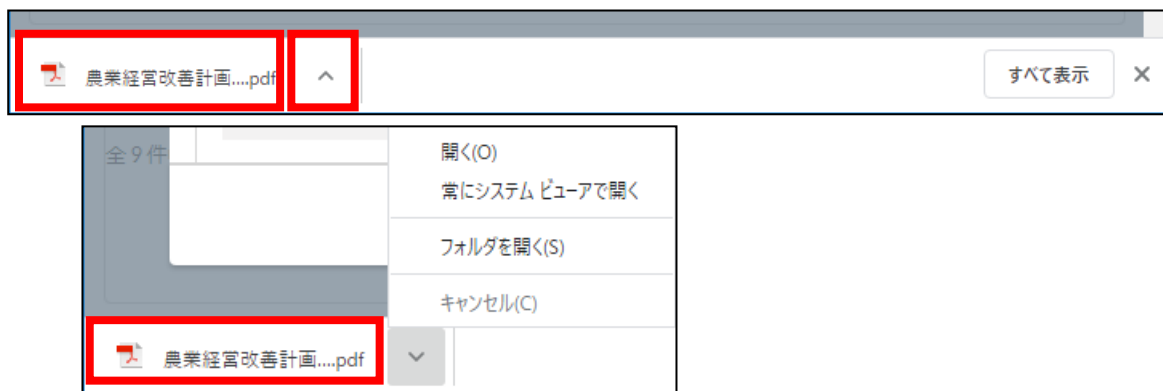 農業経営改善計画....pdf
すべて表示
全9件
開く(O)
常にシステム ビューアで開く
フォルダを開く(S)
キャンセル(C)
農業経営改善計画....pdf